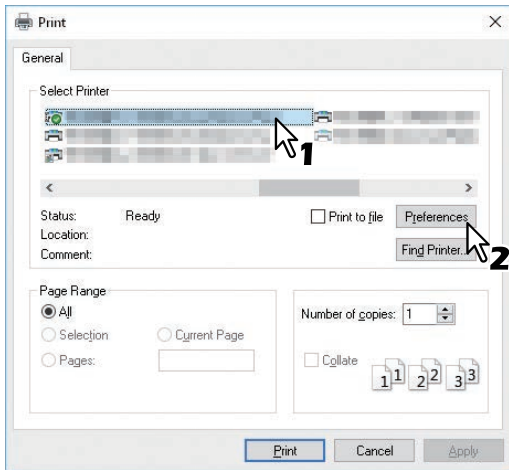 Print
General
Select Printer
1
Status: Ready
Print to file Preferences
Location:
Comment:
Find Printer...
2
Page Range
All
Selection Current Page
Pages:
Number of copies: 1
Collate
1 1 2 2 3 3
Print Cancel Apply